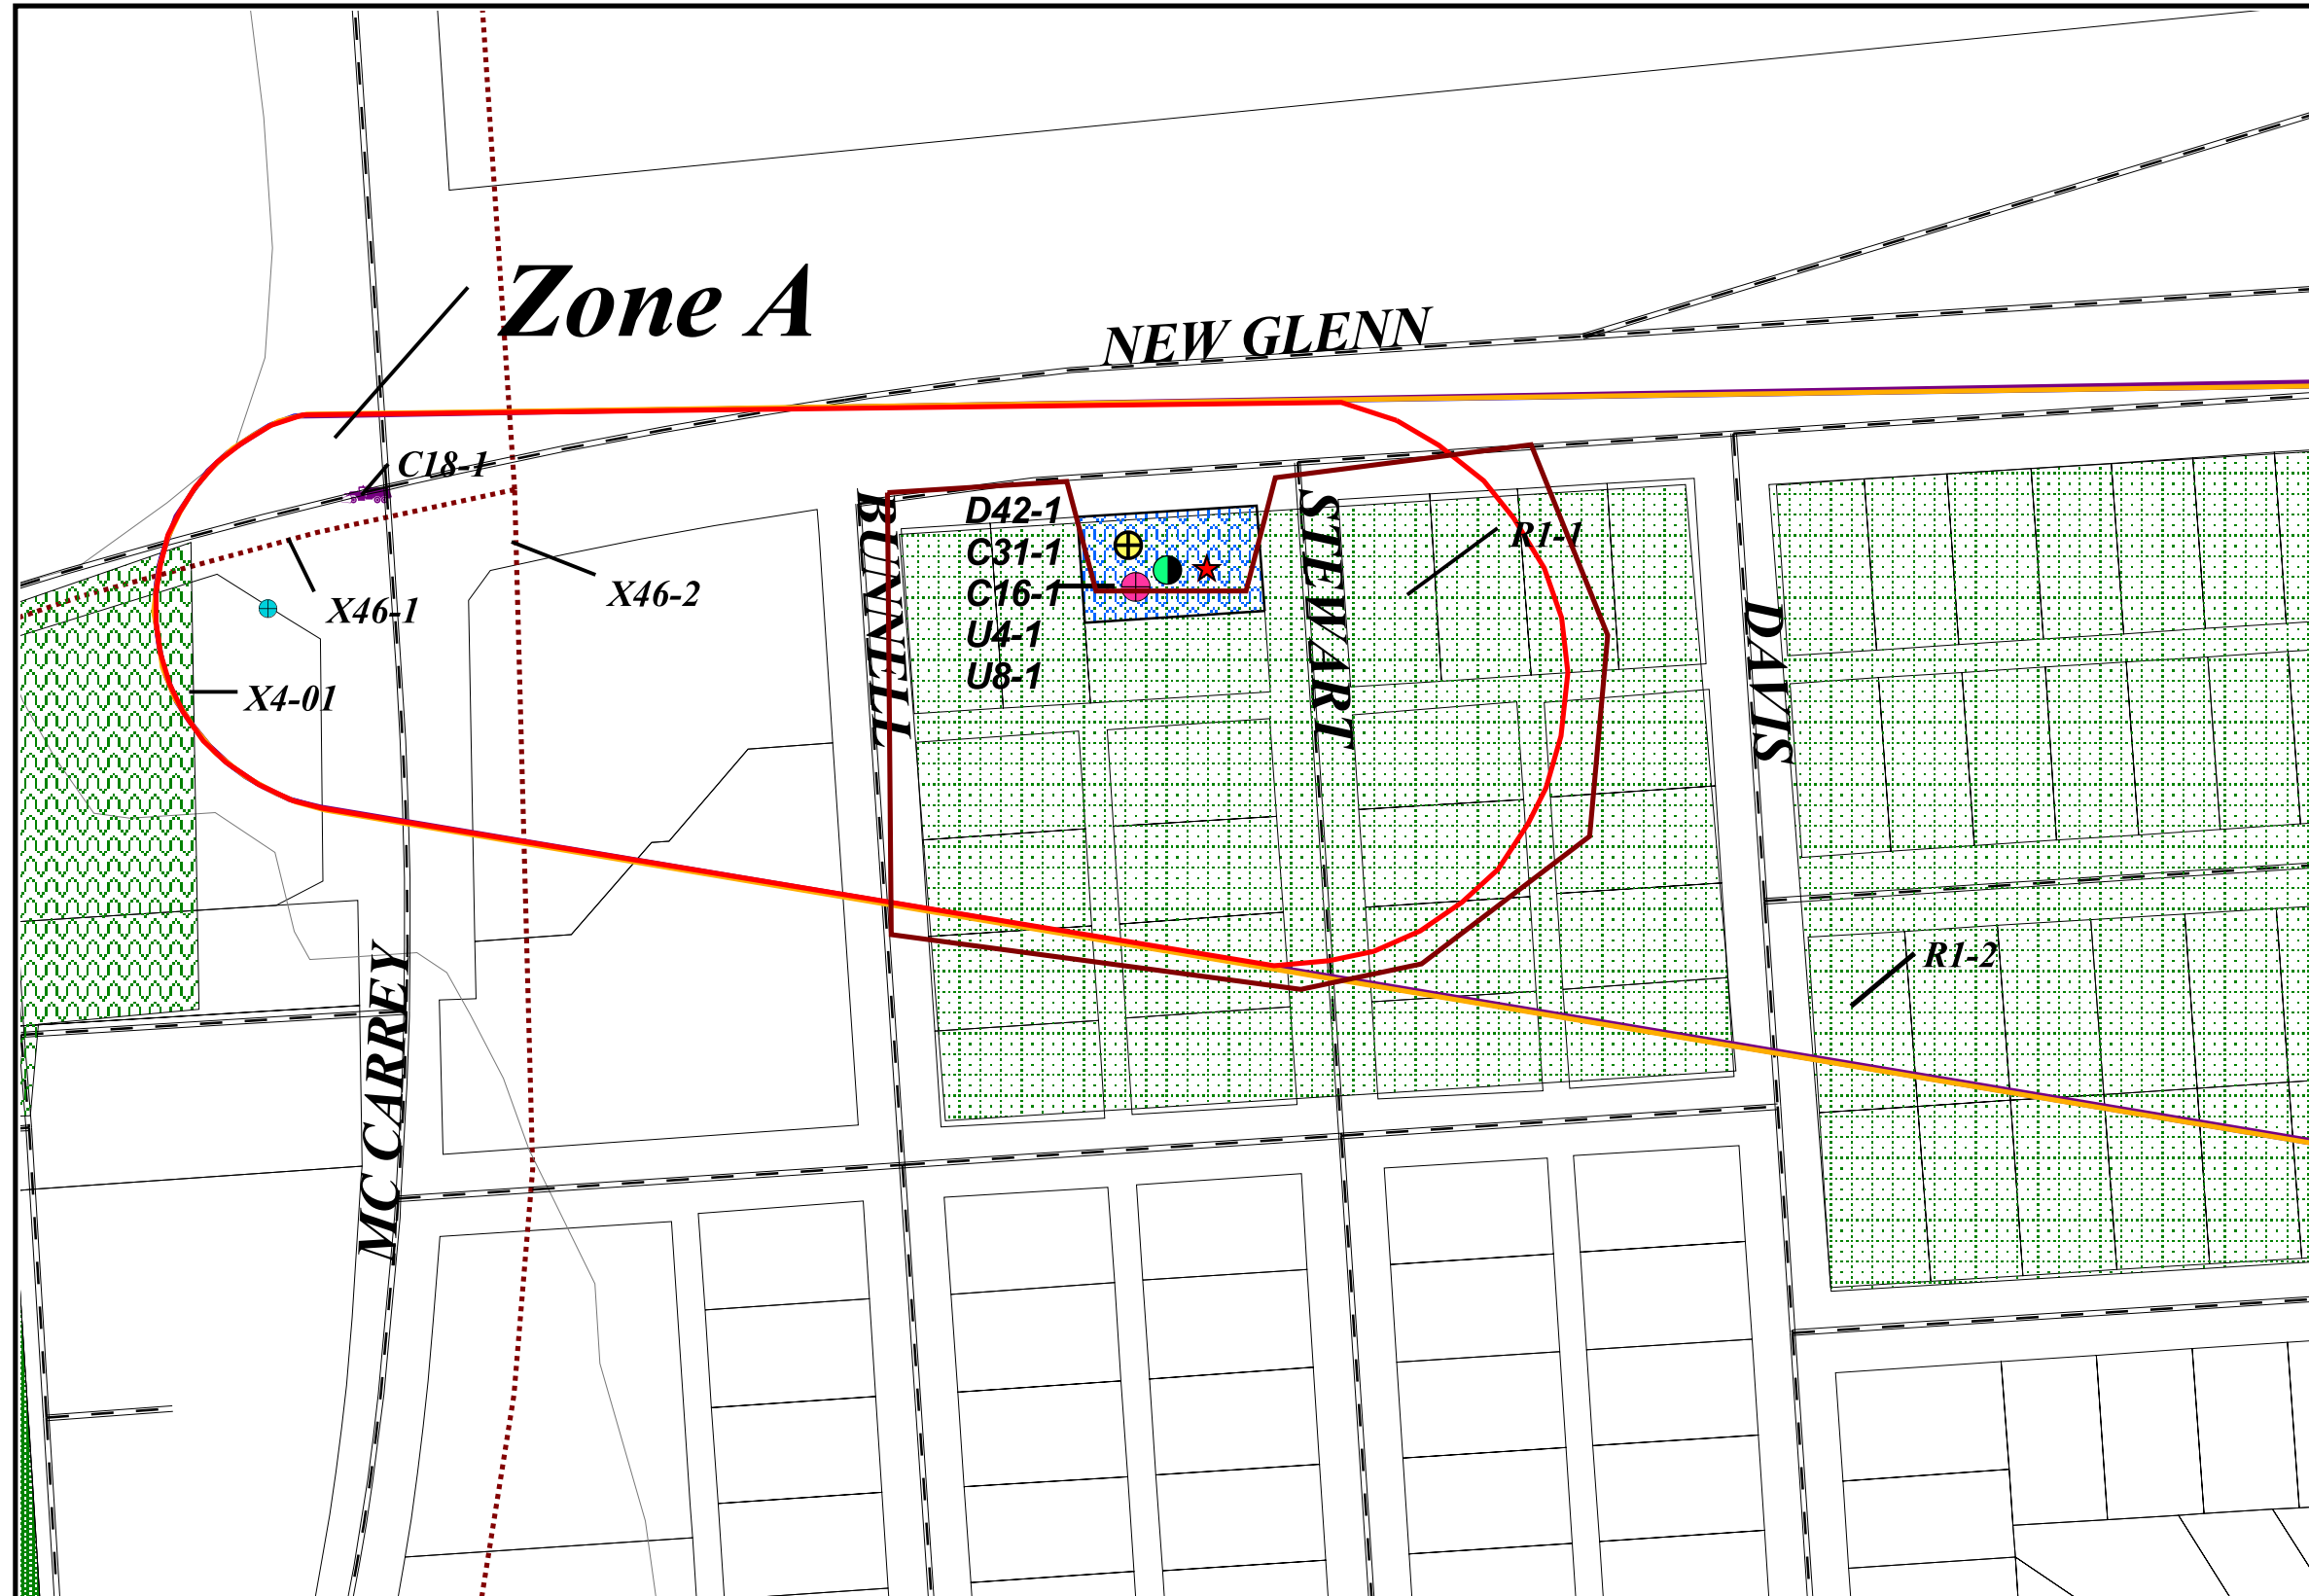 Zone A
NEW GLENN
C18-1
BUNNELL
D42-1
C31-1
C16-1
U4-1
U8-1
STEWART
R1-1
X46-1
X46-2
DAVIS
X4-01
R1-2
MC CARREY